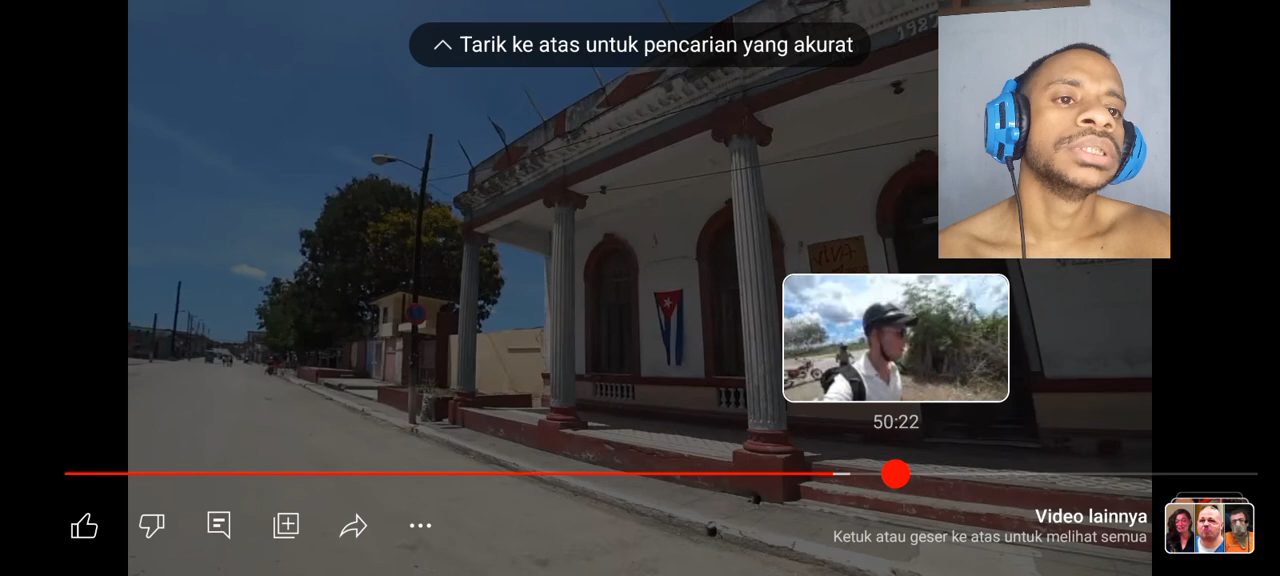 Tarik ke atas untuk pencarian yang akurat
1927
VIVA
50:22
Video lainnya
Ketuk atau geser ke atas untuk melihat semua